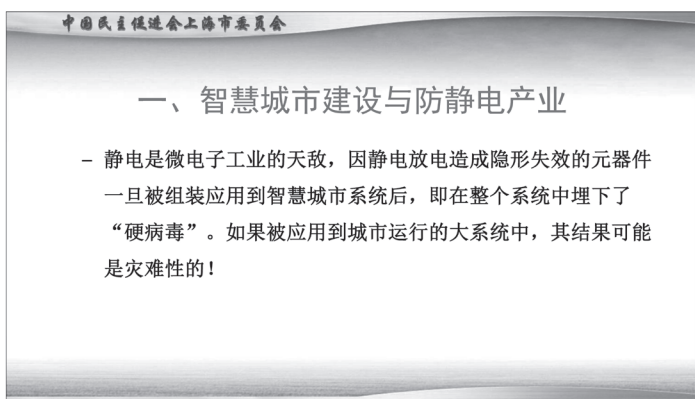 中国民主促进会上海市委员会
一、智慧城市建设与防静电产业
– 静电是微电子工业的天敌，因静电放电造成隐形失效的元器件
一旦被组装应用到智慧城市系统后，即在整个系统中埋下了
“硬病毒”。如果被应用到城市运行的大系统中，其结果可能
是灾难性的！